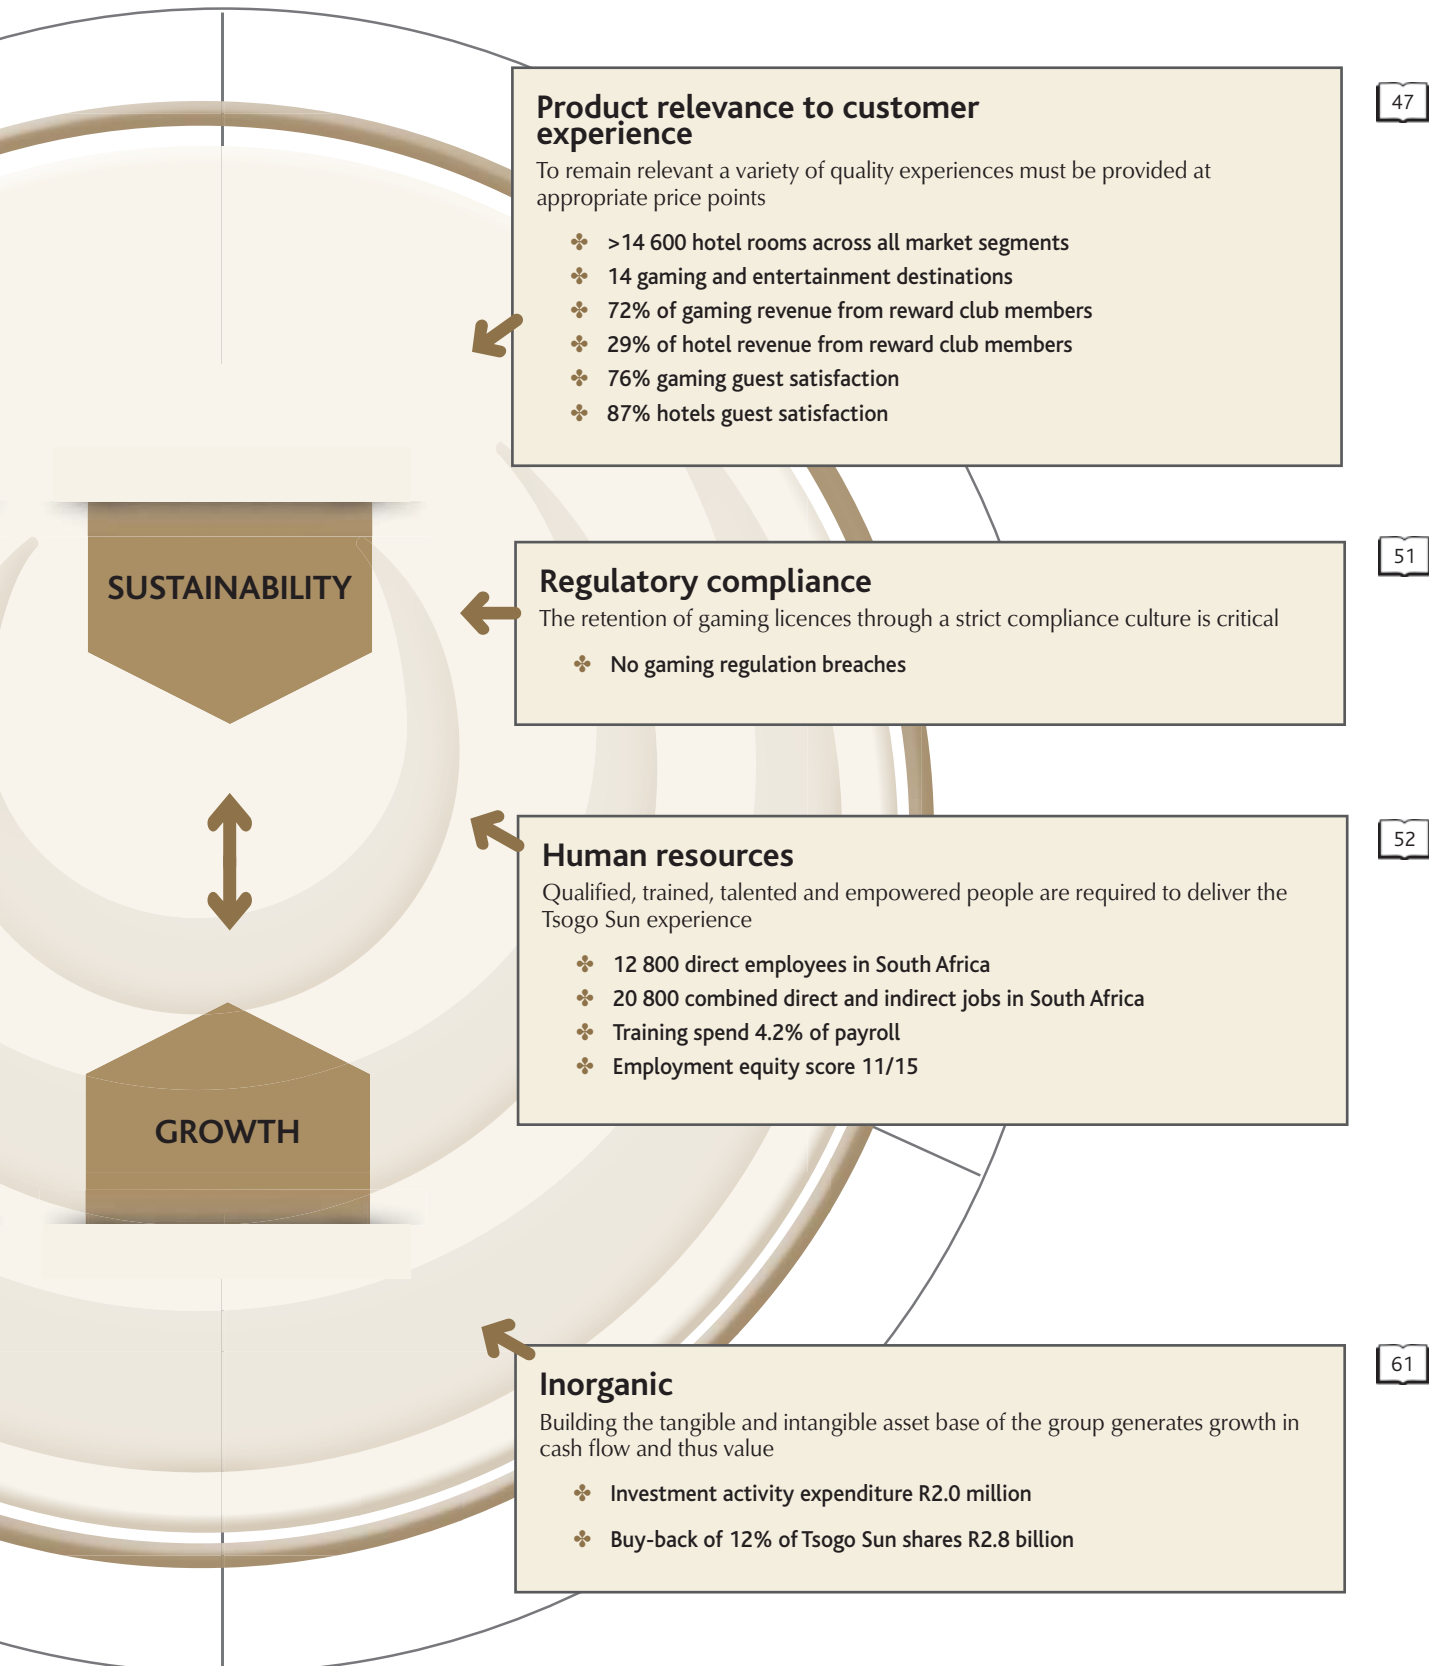 Product relevance to customer
experience
47
To remain relevant a variety of quality experiences must be provided at
appropriate price points
>14 600 hotel rooms across all market segments
14 gaming and entertainment destinations
72% of gaming revenue from reward club members
29% of hotel revenue from reward club members
76% gaming guest satisfaction
87% hotels guest satisfaction
SUSTAINABILITY
Regulatory compliance
51
The retention of gaming licences through a strict compliance culture is critical
No gaming regulation breaches
Human resources
52
Qualified, trained, talented and empowered people are required to deliver the
Tsogo Sun experience
12 800 direct employees in South Africa
20 800 combined direct and indirect jobs in South Africa
Training spend 4.2% of payroll
Employment equity score 11/15
GROWTH
Inorganic
61
Building the tangible and intangible asset base of the group generates growth in
cash flow and thus value
Investment activity expenditure R2.0 million
Buy-back of 12% of Tsogo Sun shares R2.8 billion